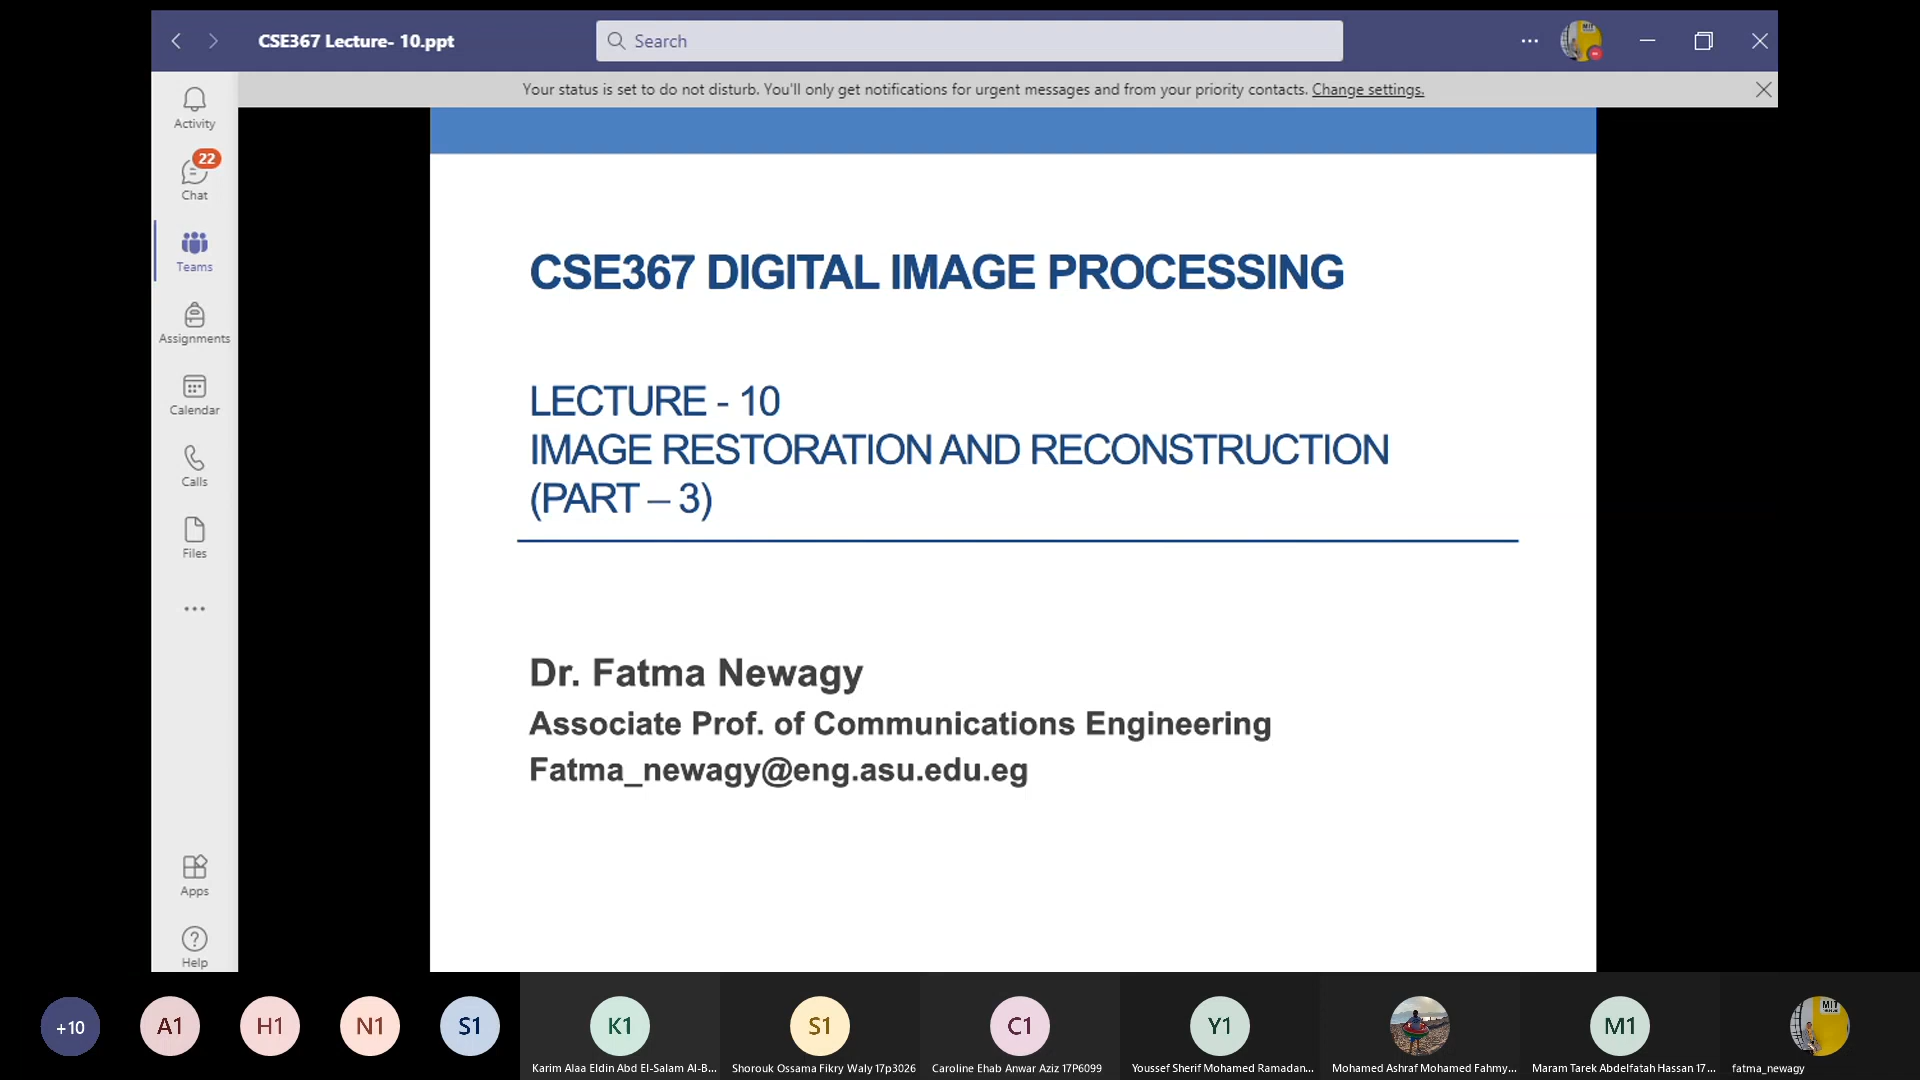 CSE367 Lecture- 10.ppt
Search
Your status is set to do not disturb. You'll only get notifications for urgent messages and from your priority contacts. Change settings.
Activity
22
Chat
Teams
Assignments
Calendar
Calls
Files
Apps
Help
CSE367 DIGITAL IMAGE PROCESSING
LECTURE - 10
IMAGE RESTORATION AND RECONSTRUCTION
(PART – 3)
Dr. Fatma Newagy
Associate Prof. of Communications Engineering
Fatma_newagy@eng.asu.edu.eg
+10
A1
H1
N1
S1
K1
S1
C1
Y1
M1
MIT
Karim Alaa Eldin Abd El-Salam Al-B...
Shorouk Ossama Fikry Waly 17p3026
Caroline Ehab Anwar Aziz 17P6099
Youssef Sherif Mohamed Ramadan...
Mohamed Ashraf Mohamed Fahmy...
Maram Tarek Abdelfatah Hassan 17...
fatma_newagy